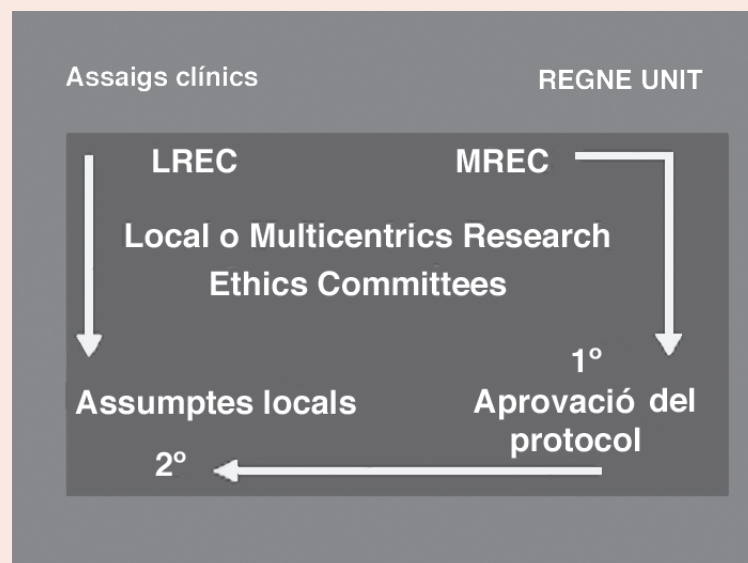 Assaigs clínics
REGNE UNIT
LREC
MREC
Local o Multicentrics Research
Ethics Committees
1º
Assumptes locals
Aprovació del
protocol
2º